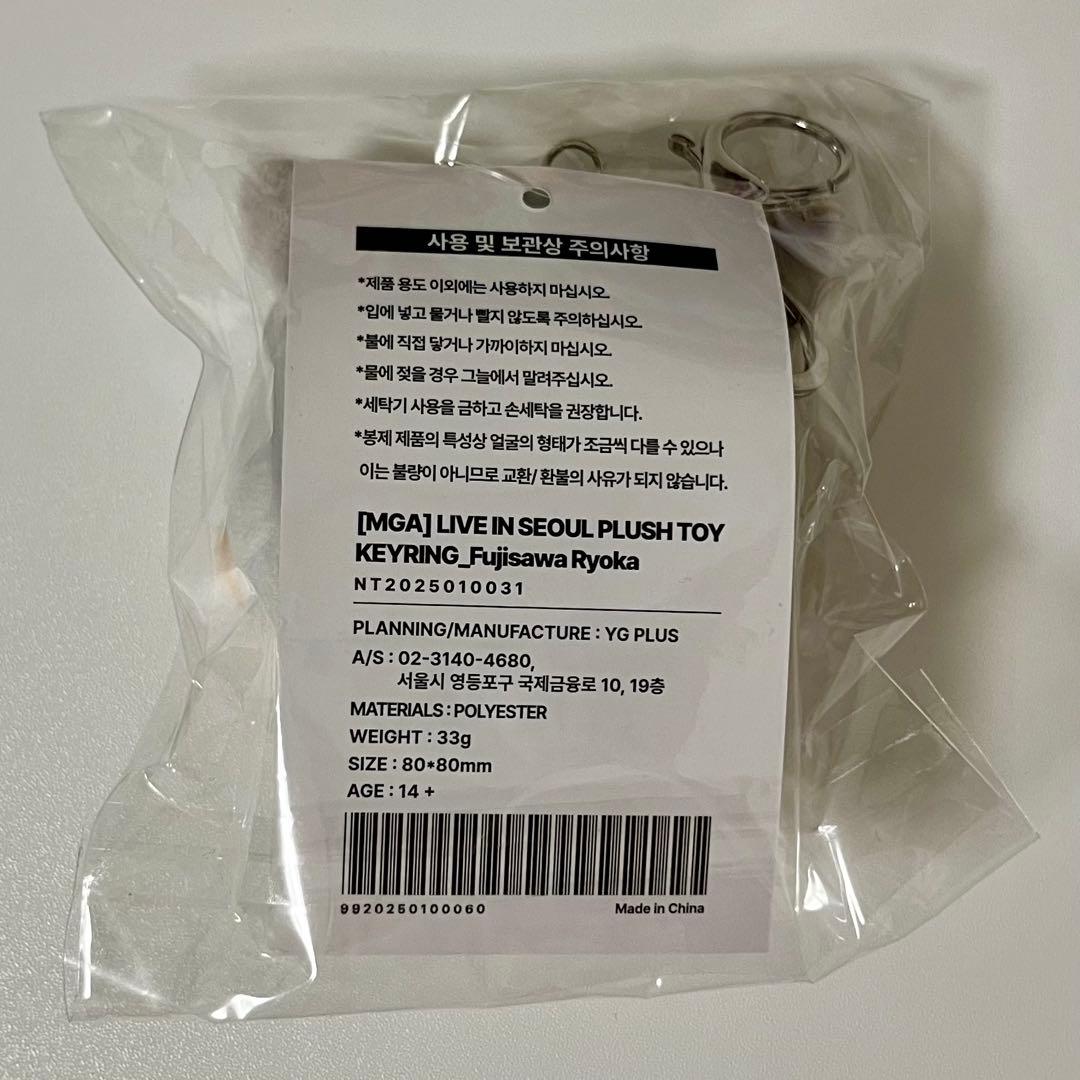 사용 및 보관상 주의사항
*제품 용도 이외에는 사용하지 마십시오.
*입에 넣고 물거나 빨지 않도록 주의하십시오.
*불에 직접 닿거나 가까이하지 마십시오.
*물에 젖을 경우 그늘에서 말려주십시오.
*세탁기 사용을 금하고 손세탁을 권장합니다.
*봉제 제품의 특성상 얼굴의 형태가 조금씩 다를 수 있으나
이는 불량이 아니므로 교환/ 환불의 사유가 되지 않습니다.
[MGA] LIVE IN SEOUL PLUSH TOY
KEYRING_Fujisawa Ryoka
NT2025010031
PLANNING/MANUFACTURE : YG PLUS
A/S : 02-3140-4680,
서울시 영등포구 국제금융로 10, 19층
MATERIALS : POLYESTER
WEIGHT : 33g
SIZE : 80*80mm
AGE : 14 +
9920250100060
Made in China